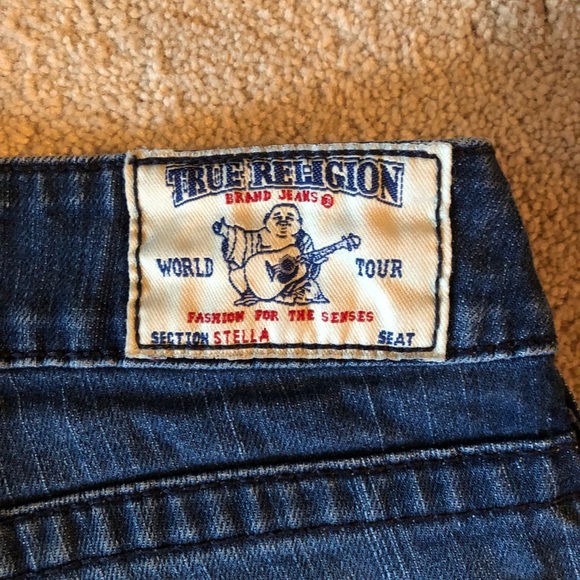 TRUE RELIGION
BRAND JEANS ®
WORLD TOUR
FASHION FOR THE SENSES
SECTION STELLA SEAT